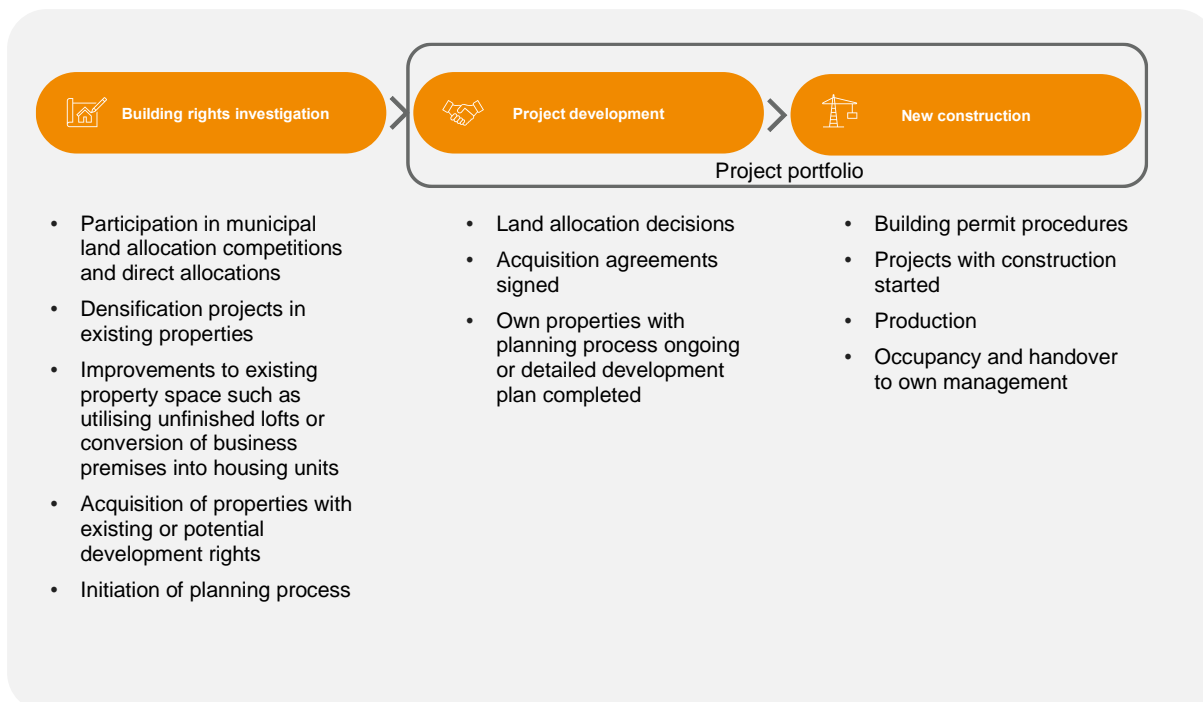 Building rights investigation
Project development
New construction
Project portfolio
• Participation in municipal
land allocation competitions
and direct allocations
• Densification projects in
existing properties
• Improvements to existing
property space such as
utilising unfinished lofts or
conversion of business
premises into housing units
• Acquisition of properties with
existing or potential
development rights
• Initiation of planning process
• Land allocation decisions
• Acquisition agreements
signed
• Own properties with
planning process ongoing
or detailed development
plan completed
• Building permit procedures
• Projects with construction
started
• Production
• Occupancy and handover
to own management